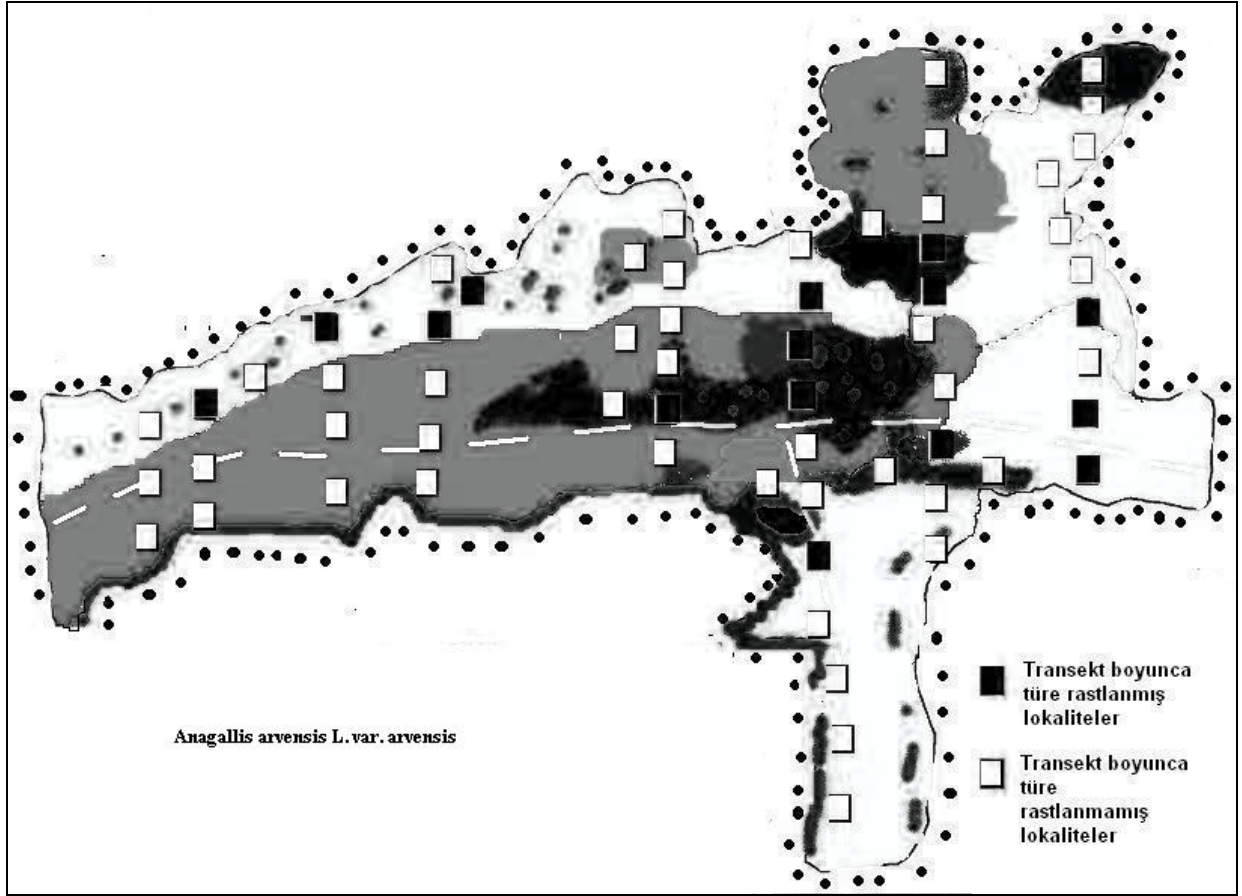 Anagallis arvensis L. var. arvensis
Transekt boyunca
türe rastlanmış
lokaliteler
Transekt boyunca
türe
rastlanmamış
lokaliteler